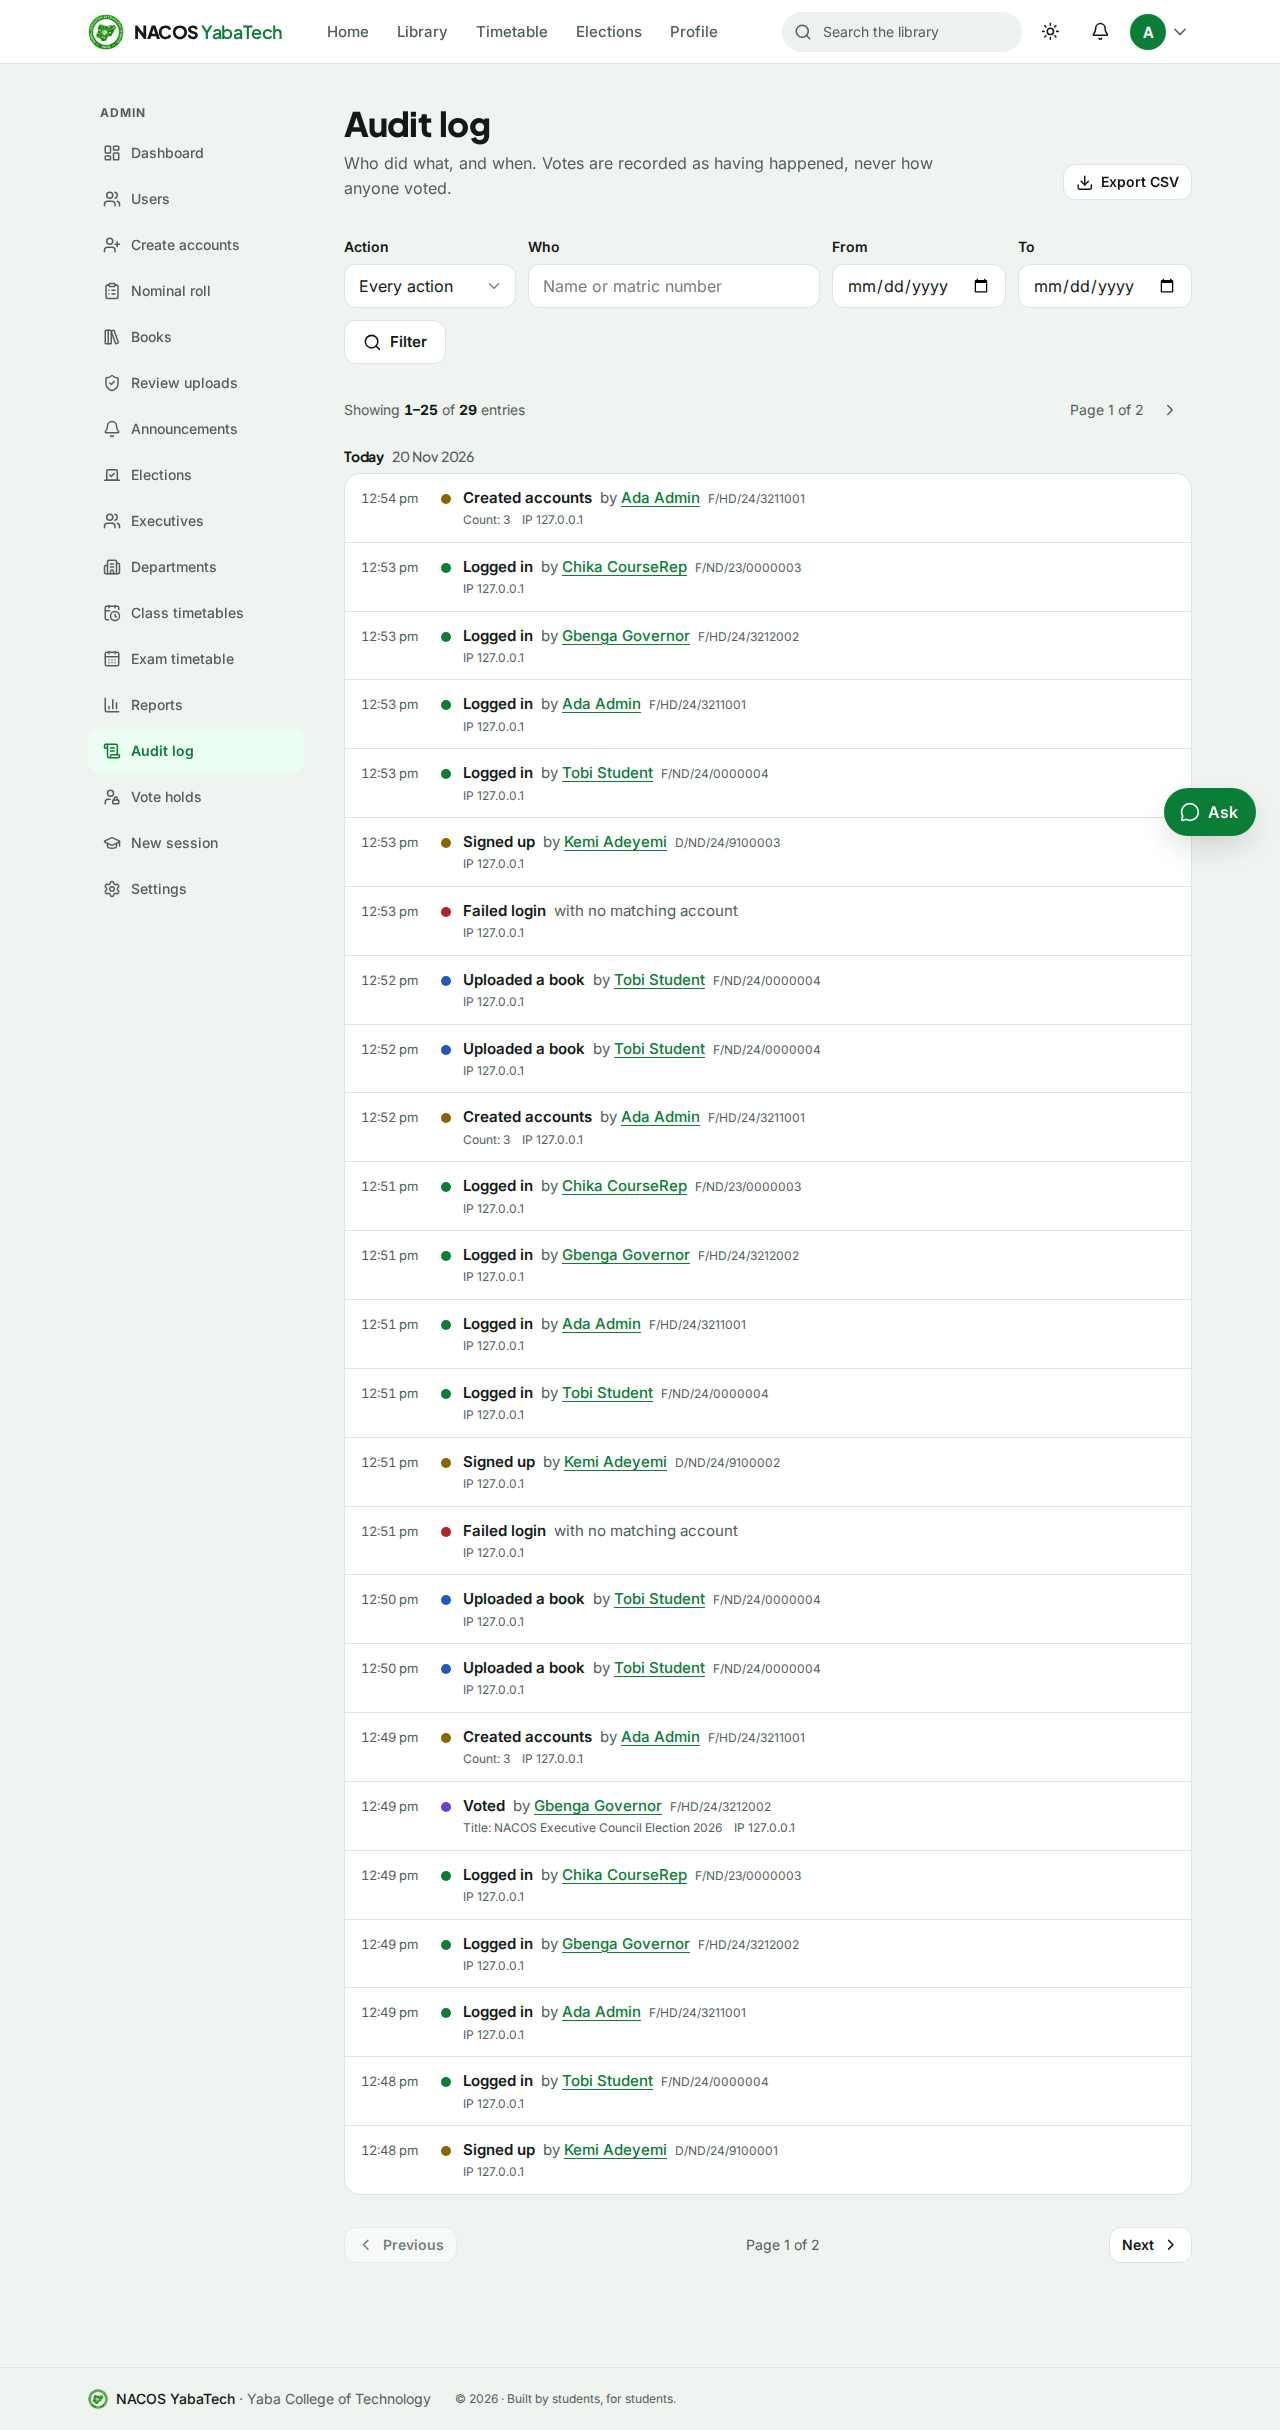 NACOS YabaTech
Home
Library
Timetable
Elections
Profile
Search the library
A
ADMIN
Dashboard
Users
Create accounts
Nominal roll
Books
Review uploads
Announcements
Elections
Executives
Departments
Class timetables
Exam timetable
Reports
Audit log
Vote holds
New session
Settings
Audit log
Who did what, and when. Votes are recorded as having happened, never how
anyone voted.
Export CSV
Action
Who
From
To
Every action
Name or matric number
mm/dd/yyyy
mm/dd/yyyy
Filter
Showing 1–25 of 29 entries
Page 1 of 2
Today 20 Nov 2026
12:54 pm Created accounts by Ada Admin F/HD/24/3211001
Count: 3 IP 127.0.0.1
12:53 pm Logged in by Chika CourseRep F/ND/23/0000003
IP 127.0.0.1
12:53 pm Logged in by Gbenga Governor F/HD/24/3212002
IP 127.0.0.1
12:53 pm Logged in by Ada Admin F/HD/24/3211001
IP 127.0.0.1
12:53 pm Logged in by Tobi Student F/ND/24/0000004
IP 127.0.0.1
12:53 pm Signed up by Kemi Adeyemi D/ND/24/9100003
IP 127.0.0.1
12:53 pm Failed login with no matching account
IP 127.0.0.1
12:52 pm Uploaded a book by Tobi Student F/ND/24/0000004
IP 127.0.0.1
12:52 pm Uploaded a book by Tobi Student F/ND/24/0000004
IP 127.0.0.1
12:52 pm Created accounts by Ada Admin F/HD/24/3211001
Count: 3 IP 127.0.0.1
12:51 pm Logged in by Chika CourseRep F/ND/23/0000003
IP 127.0.0.1
12:51 pm Logged in by Gbenga Governor F/HD/24/3212002
IP 127.0.0.1
12:51 pm Logged in by Ada Admin F/HD/24/3211001
IP 127.0.0.1
12:51 pm Logged in by Tobi Student F/ND/24/0000004
IP 127.0.0.1
12:51 pm Signed up by Kemi Adeyemi D/ND/24/9100002
IP 127.0.0.1
12:51 pm Failed login with no matching account
IP 127.0.0.1
12:50 pm Uploaded a book by Tobi Student F/ND/24/0000004
IP 127.0.0.1
12:50 pm Uploaded a book by Tobi Student F/ND/24/0000004
IP 127.0.0.1
12:49 pm Created accounts by Ada Admin F/HD/24/3211001
Count: 3 IP 127.0.0.1
12:49 pm Voted by Gbenga Governor F/HD/24/3212002
Title: NACOS Executive Council Election 2026 IP 127.0.0.1
12:49 pm Logged in by Chika CourseRep F/ND/23/0000003
IP 127.0.0.1
12:49 pm Logged in by Gbenga Governor F/HD/24/3212002
IP 127.0.0.1
12:49 pm Logged in by Ada Admin F/HD/24/3211001
IP 127.0.0.1
12:48 pm Logged in by Tobi Student F/ND/24/0000004
IP 127.0.0.1
12:48 pm Signed up by Kemi Adeyemi D/ND/24/9100001
IP 127.0.0.1
Ask
Previous
Page 1 of 2
Next
NACOS YabaTech · Yaba College of Technology
© 2026 · Built by students, for students.